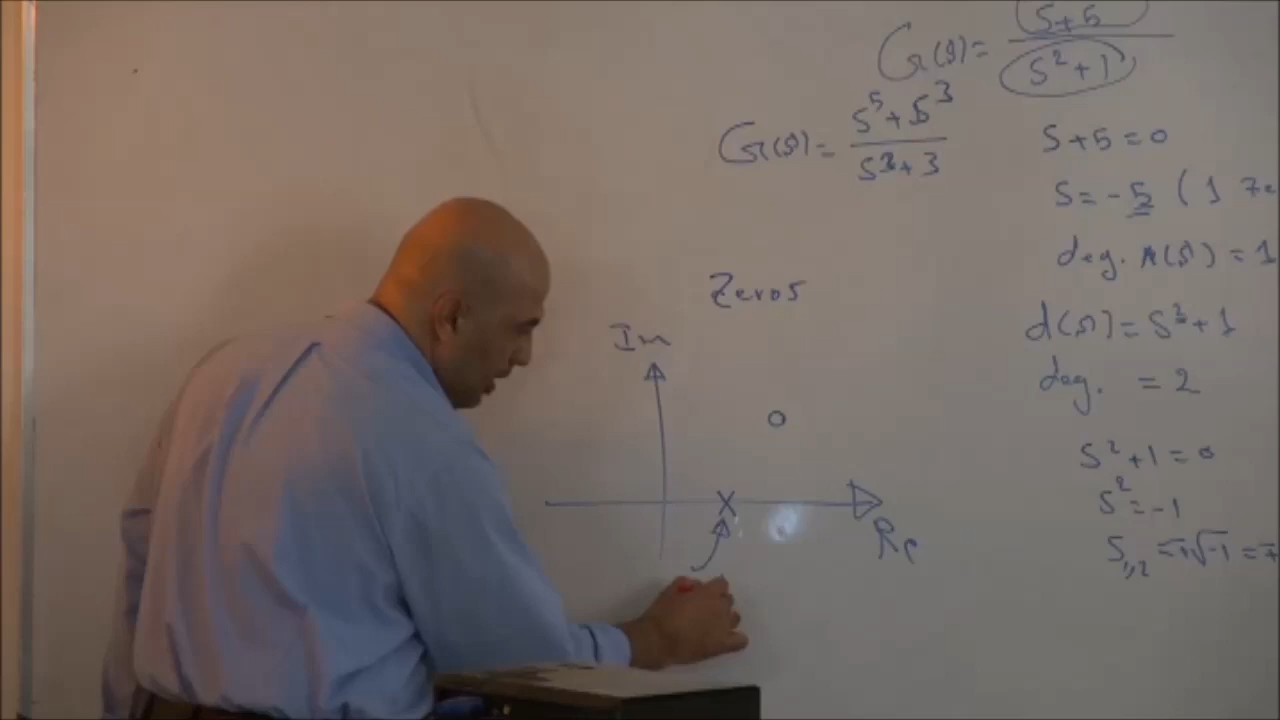 G(s) = s+5 / s²+1
G(s) = s⁵+s³ / s³+3
s+5=0
s=-5 (1 Ze
deg. n(s) = 1
Zeros
d(s) = s²+1
Im
deg. = 2
s²+1=0
s²=-1
Re
s₁,₂ = ∓√-1 = ∓